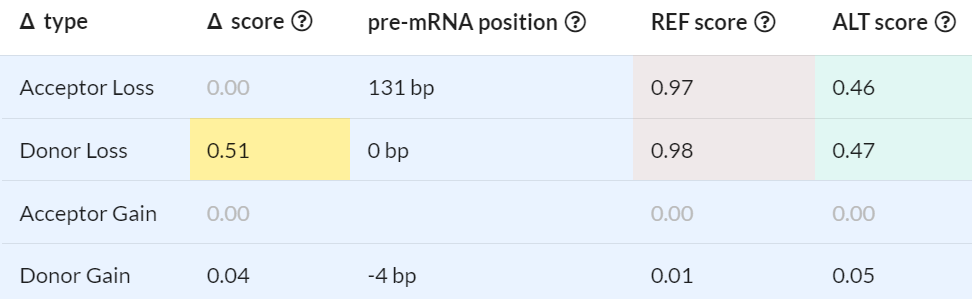 Δ type Δ score ? pre-mRNA position ? REF score ? ALT score ?
Acceptor Loss 0.00 131 bp 0.97 0.46
Donor Loss 0.51 0 bp 0.98 0.47
Acceptor Gain 0.00 0.00 0.00
Donor Gain 0.04 -4 bp 0.01 0.05